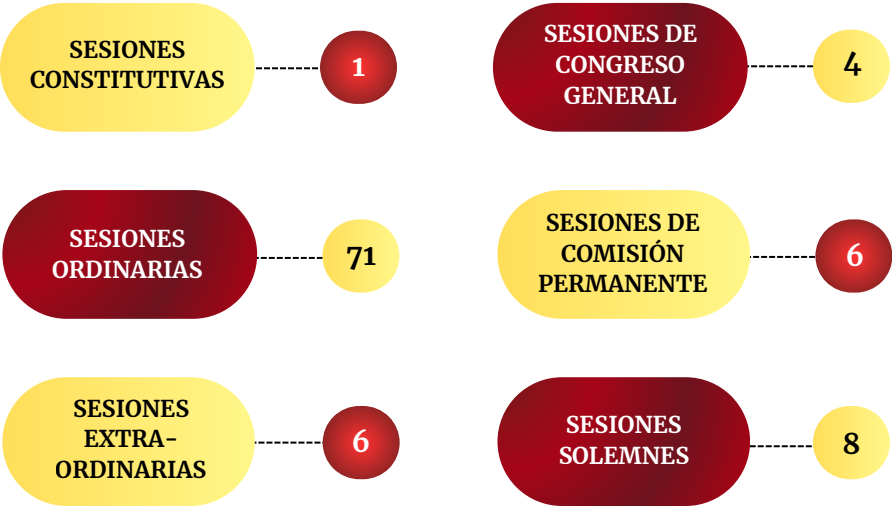 SESIONES
CONSTITUTIVAS
1
SESIONES DE
CONGRESO
GENERAL
4
SESIONES
ORDINARIAS
71
SESIONES DE
COMISIÓN
PERMANENTE
6
SESIONES
EXTRA-
ORDINARIAS
6
SESIONES
SOLEMNES
8